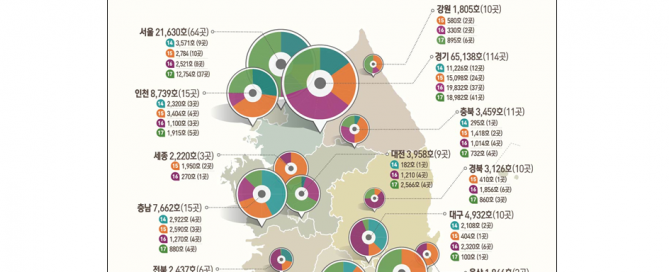 서울 21,630호(64곳)
14 3,571호 (9곳)
15 2,784 (10곳)
16 2,521호 (8곳)
17 12,754호 (37곳)
강원 1,805호(10곳)
15 580호 (2곳)
16 330호 (2곳)
17 895호 (6곳)
경기 65,138호(114곳)
14 11,226호 (12곳)
15 15,098호 (24곳)
16 19,832호 (37곳)
17 18,982호 (41곳)
인천 8,739호(15곳)
14 2,320호 (3곳)
15 3,404호 (4곳)
16 1,100호 (3곳)
17 1,915호 (5곳)
충북 3,459호(11곳)
14 295호 (1곳)
15 1,418호 (2곳)
16 1,014호 (4곳)
17 732호 (4곳)
세종 2,220호(3곳)
15 1,950호 (2곳)
16 270호 (1곳)
대전 3,958호(9곳)
14 182호 (1곳)
16 1,210 (4곳)
17 2,566호 (4곳)
경북 3,126호(10곳)
15 410호 (1곳)
16 1,856호 (6곳)
17 860호 (3곳)
충남 7,662호(15곳)
14 2,922호 (4곳)
15 2,590호 (3곳)
16 1,270호 (4곳)
17 880호 (4곳)
대구 4,932호(10곳)
14 2,108호 (2곳)
15 404호 (1곳)
16 2,320호 (6곳)
17 100호 (1곳)
전북 2,437호(6곳)